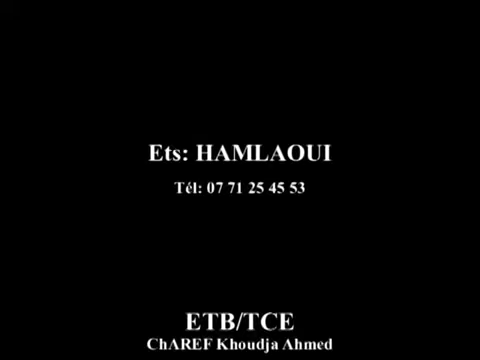 Ets: HAMLAOUI
Tél: 07 71 25 45 53
ETB/TCE
ChAREF Khoudja Ahmed